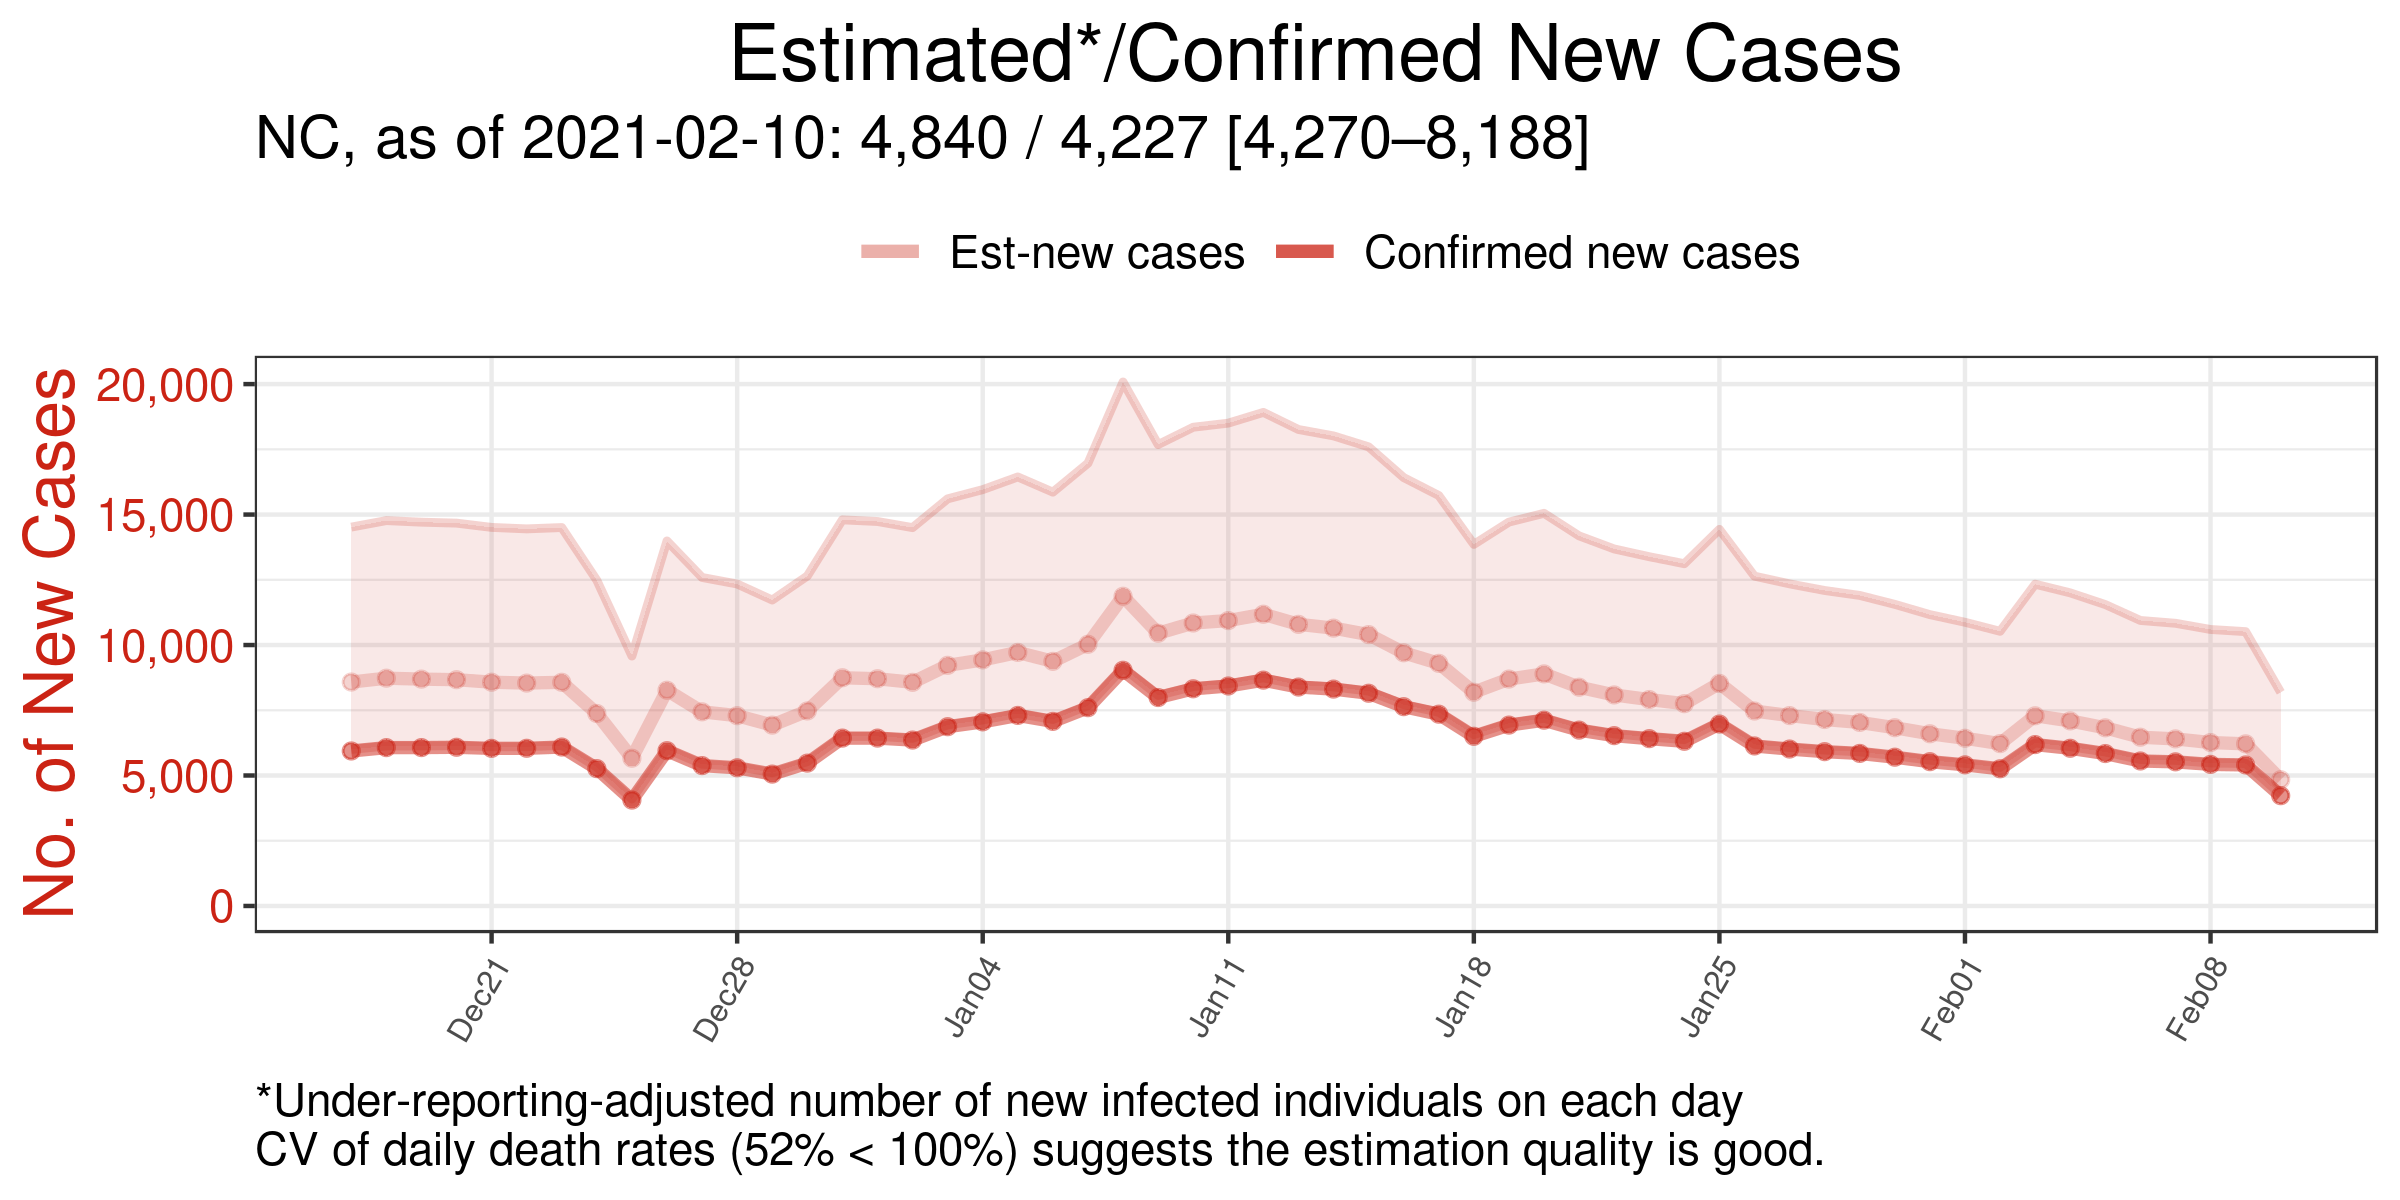 Estimated*/Confirmed New Cases
NC, as of 2021-02-10: 4,840 / 4,227 [4,270–8,188]
Est-new cases
Confirmed new cases
No. of New Cases
20,000
15,000
10,000
5,000
0
Dec21
Dec28
Jan04
Jan11
Jan18
Jan25
Feb01
Feb08
*Under-reporting-adjusted number of new infected individuals on each day
CV of daily death rates (52% < 100%) suggests the estimation quality is good.